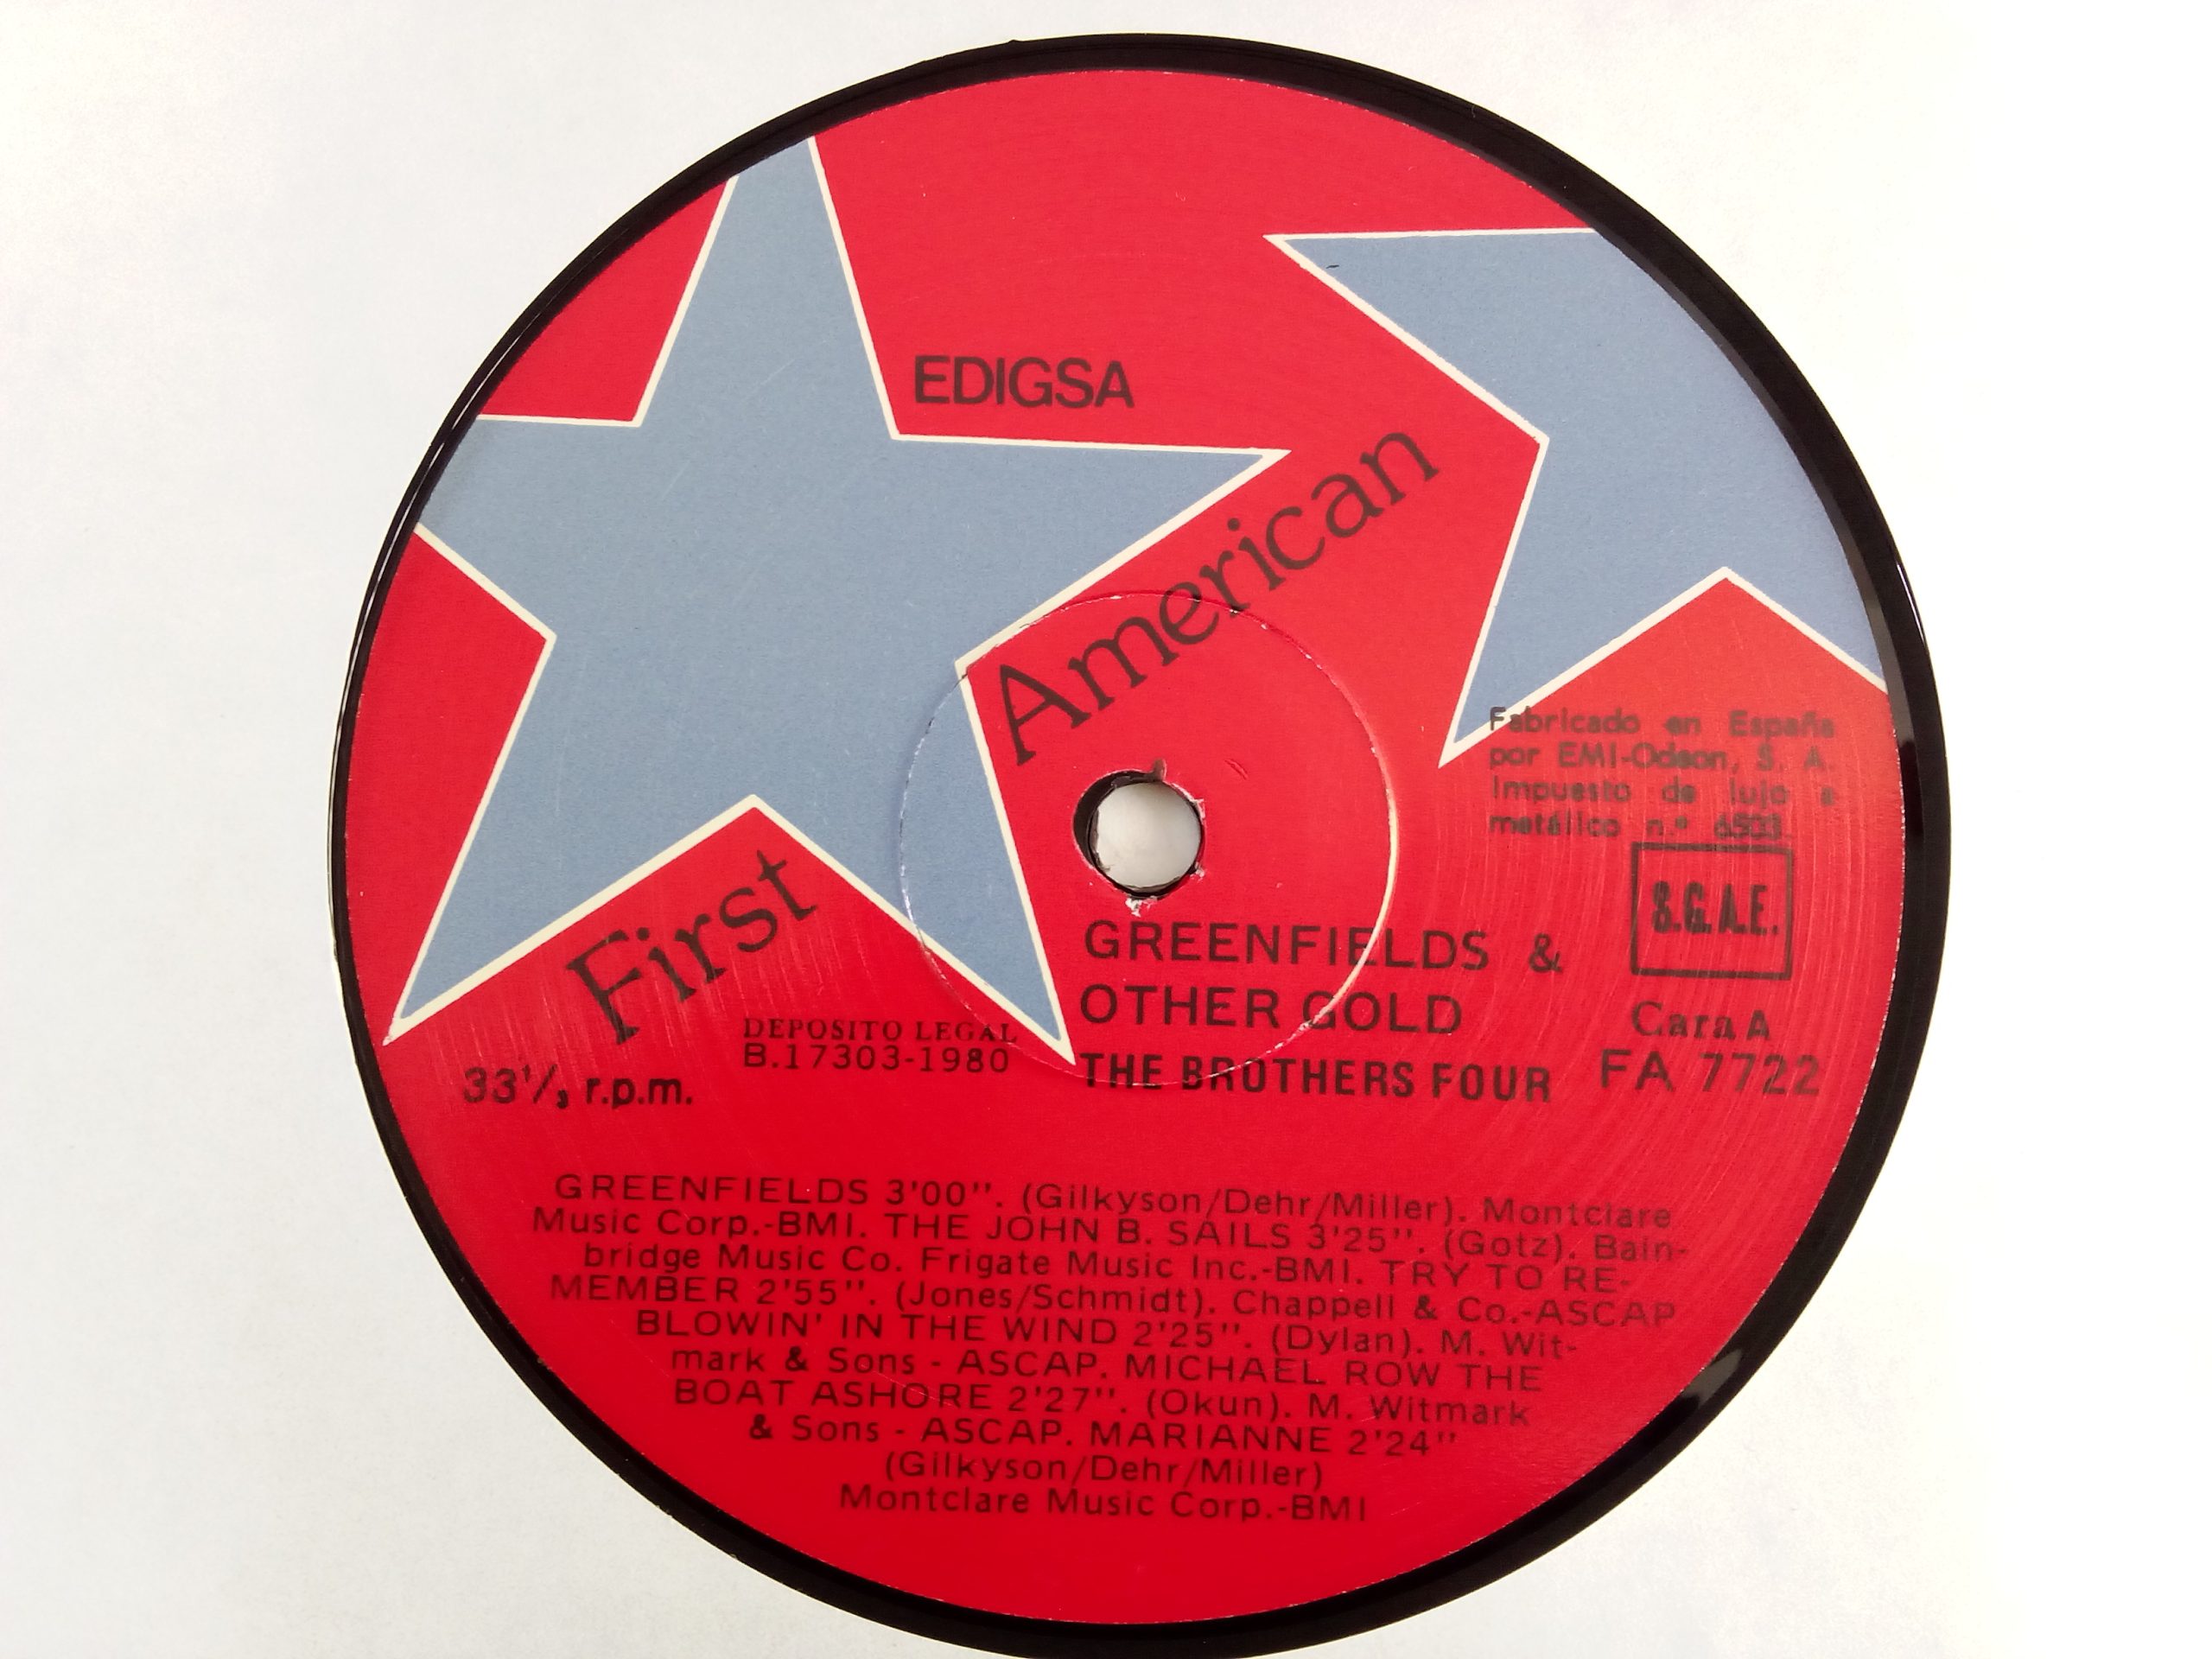 EDIGSA
First American
Fabricado en España
por EMI-Odeon, S. A.
Impuesto de lujo a
metálico n.º 6503
S.G.A.E.
GREENFIELDS &
OTHER GOLD
THE BROTHERS FOUR
Cara A
FA 7722
DEPOSITO LEGAL
B.17303-1980
33 1/3 r.p.m.
GREENFIELDS 3'00". (Gilkyson/Dehr/Miller). Montclare
Music Corp.-BMI. THE JOHN B. SAILS 3'25". (Gotz). Bain-
bridge Music Co. Frigate Music Inc.-BMI. TRY TO RE-
MEMBER 2'55". (Jones/Schmidt). Chappell & Co.-ASCAP
BLOWIN' IN THE WIND 2'25". (Dylan). M. Wit-
mark & Sons - ASCAP. MICHAEL ROW THE
BOAT ASHORE 2'27". (Okun). M. Witmark
& Sons - ASCAP. MARIANNE 2'24"
(Gilkyson/Dehr/Miller)
Montclare Music Corp.-BMI